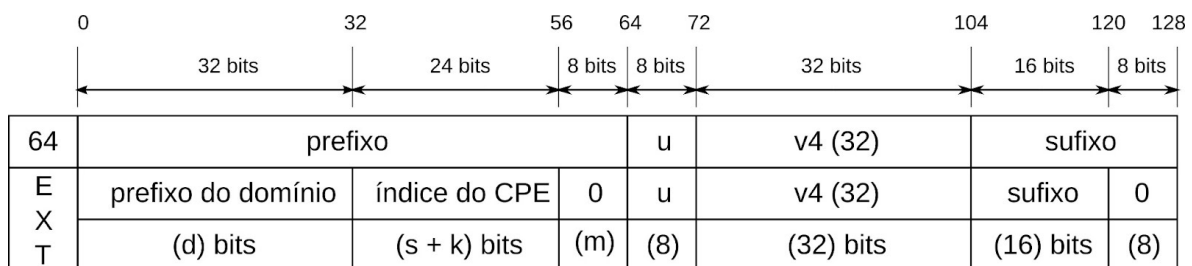 0 32 56 64 72 104 120 128
32 bits 24 bits 8 bits 8 bits 32 bits 16 bits 8 bits
64 prefixo u v4 (32) sufixo
E prefixo do domínio índice do CPE 0 u v4 (32) sufixo 0
X
T (d) bits (s + k) bits (m) (8) (32) bits (16) bits (8)